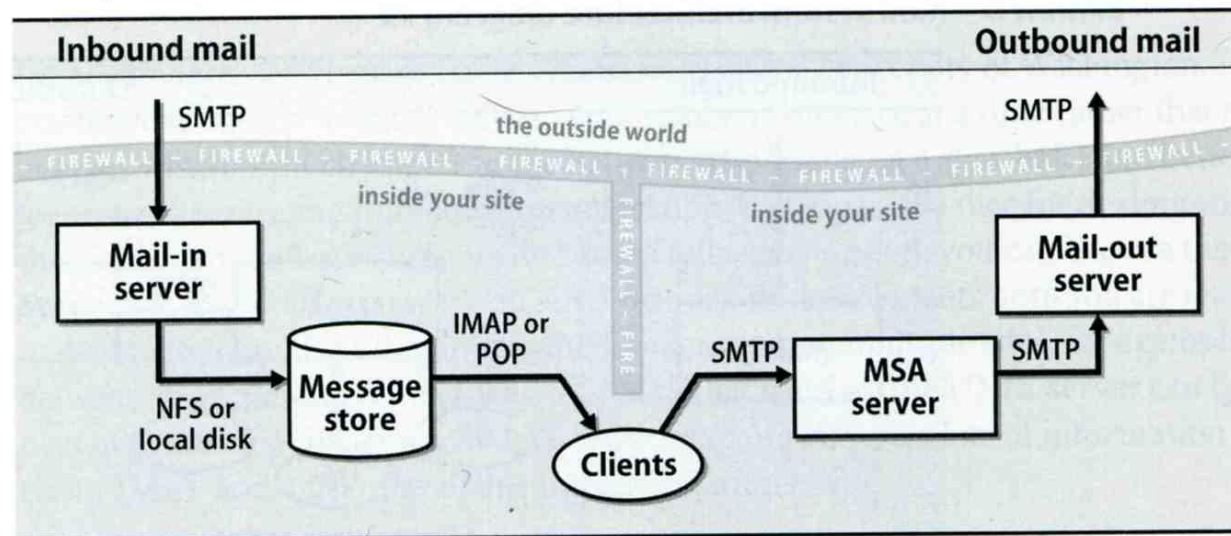 Inbound mail
Outbound mail
SMTP
SMTP
the outside world
- FIREWALL - FIREWALL - FIREWALL - FIREWALL + FIREWALL - FIREWALL - FIREWALL - FIREWALL -
inside your site
inside your site
FIREWALL - FIRE
Mail-in
server
Mail-out
server
IMAP or
POP
SMTP
SMTP
Message
store
MSA
server
NFS or
local disk
Clients